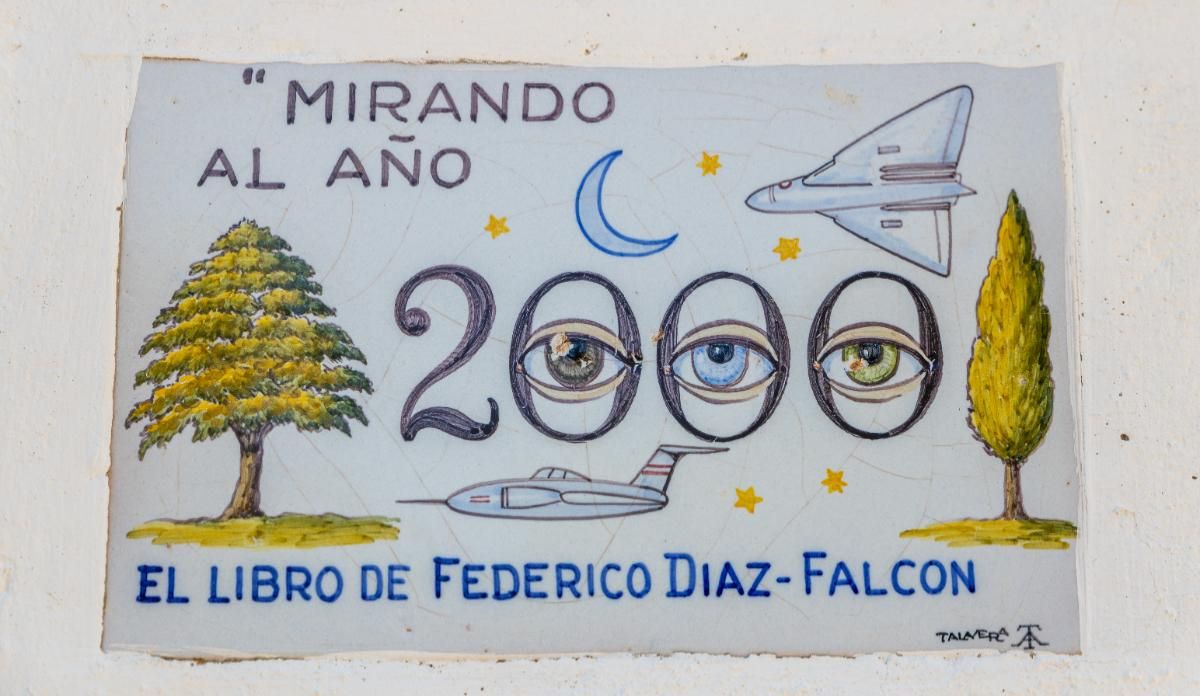 "MIRANDO
AL AÑO
2000
EL LIBRO DE FEDERICO DIAZ-FALCON
TALAVERA